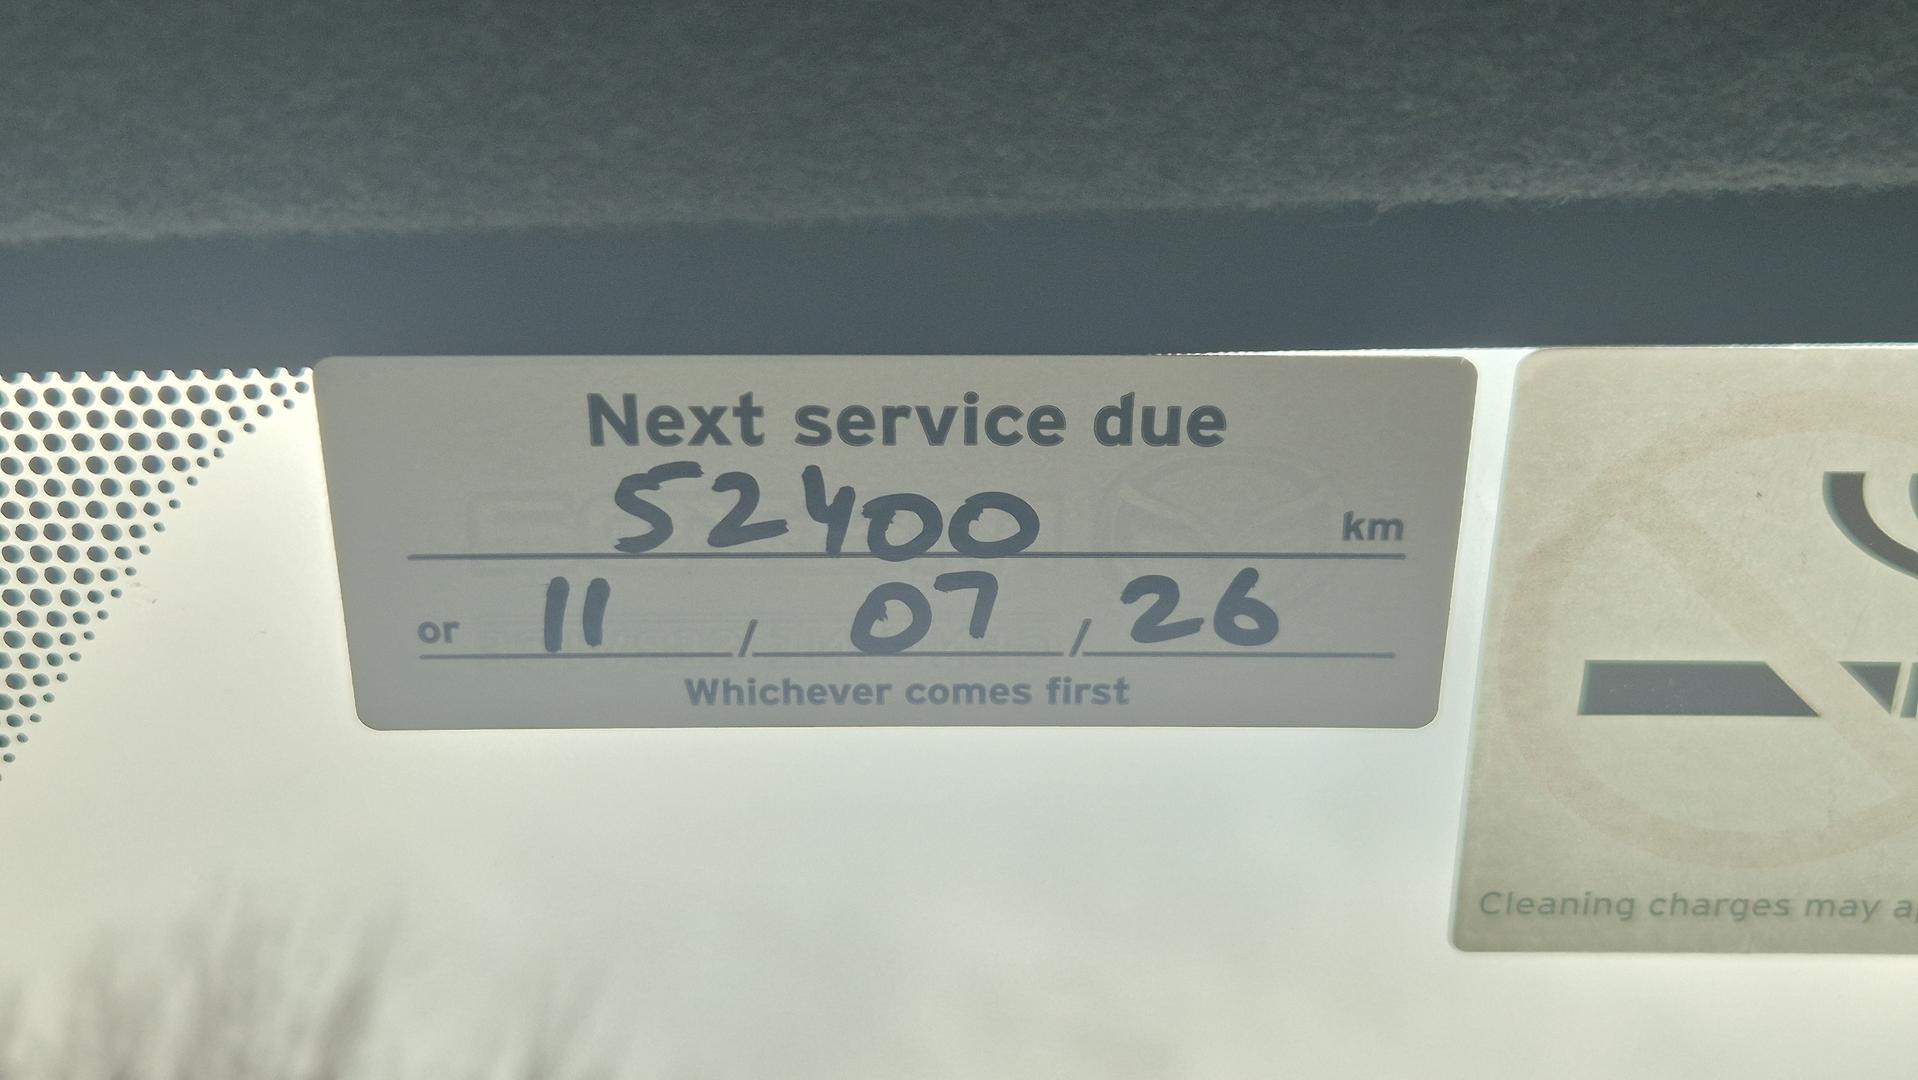 Next service due
52400 km
or 11 / 07 / 26
Whichever comes first
Cleaning charges may